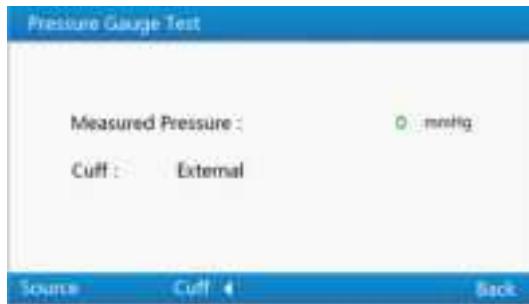 Pressure Gauge Test
Measured Pressure : 0 mmHg
Cuff : External
Source Cuff Back